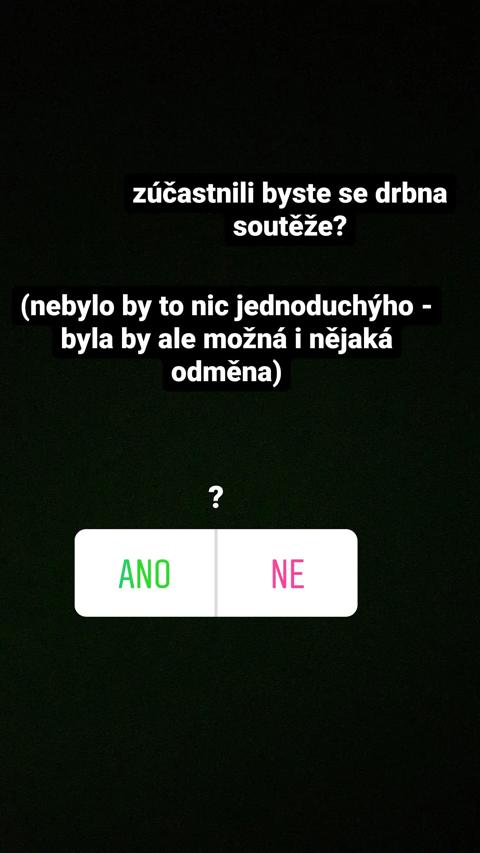 zúčastnili byste se drbna
soutěže?
(nebylo by to nic jednoduchýho -
byla by ale možná i nějaká
odměna)
?
ANO NE